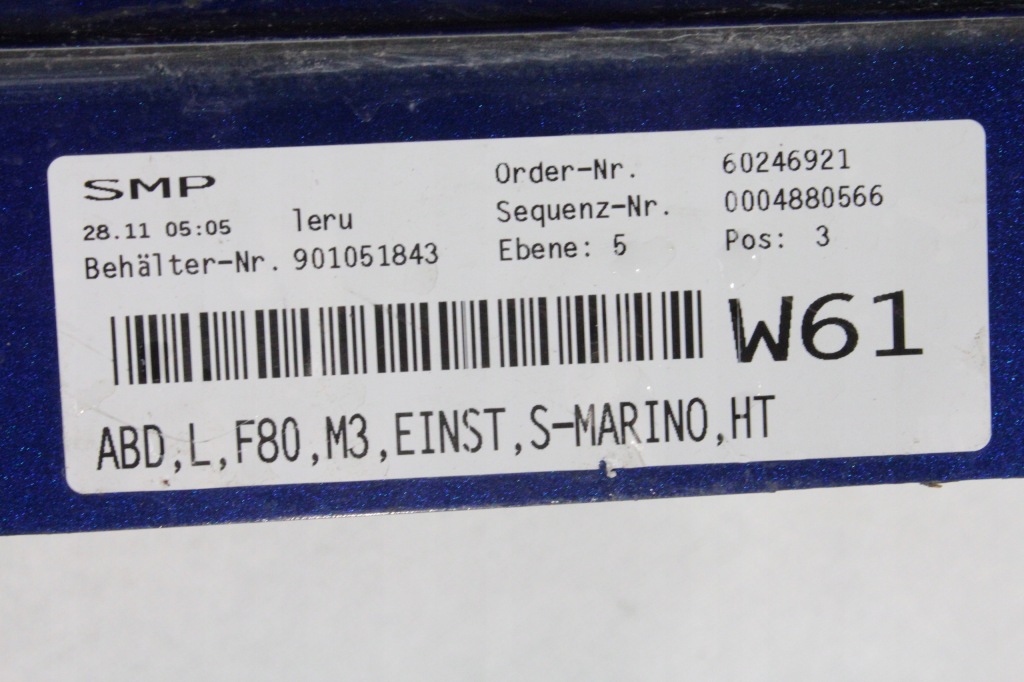 SMP
28.11 05:05 leru
Behälter-Nr. 901051843
Order-Nr. 60246921
Sequenz-Nr. 0004880566
Ebene: 5 Pos: 3
W61
ABD,L,F80,M3,EINST,S-MARINO,HT